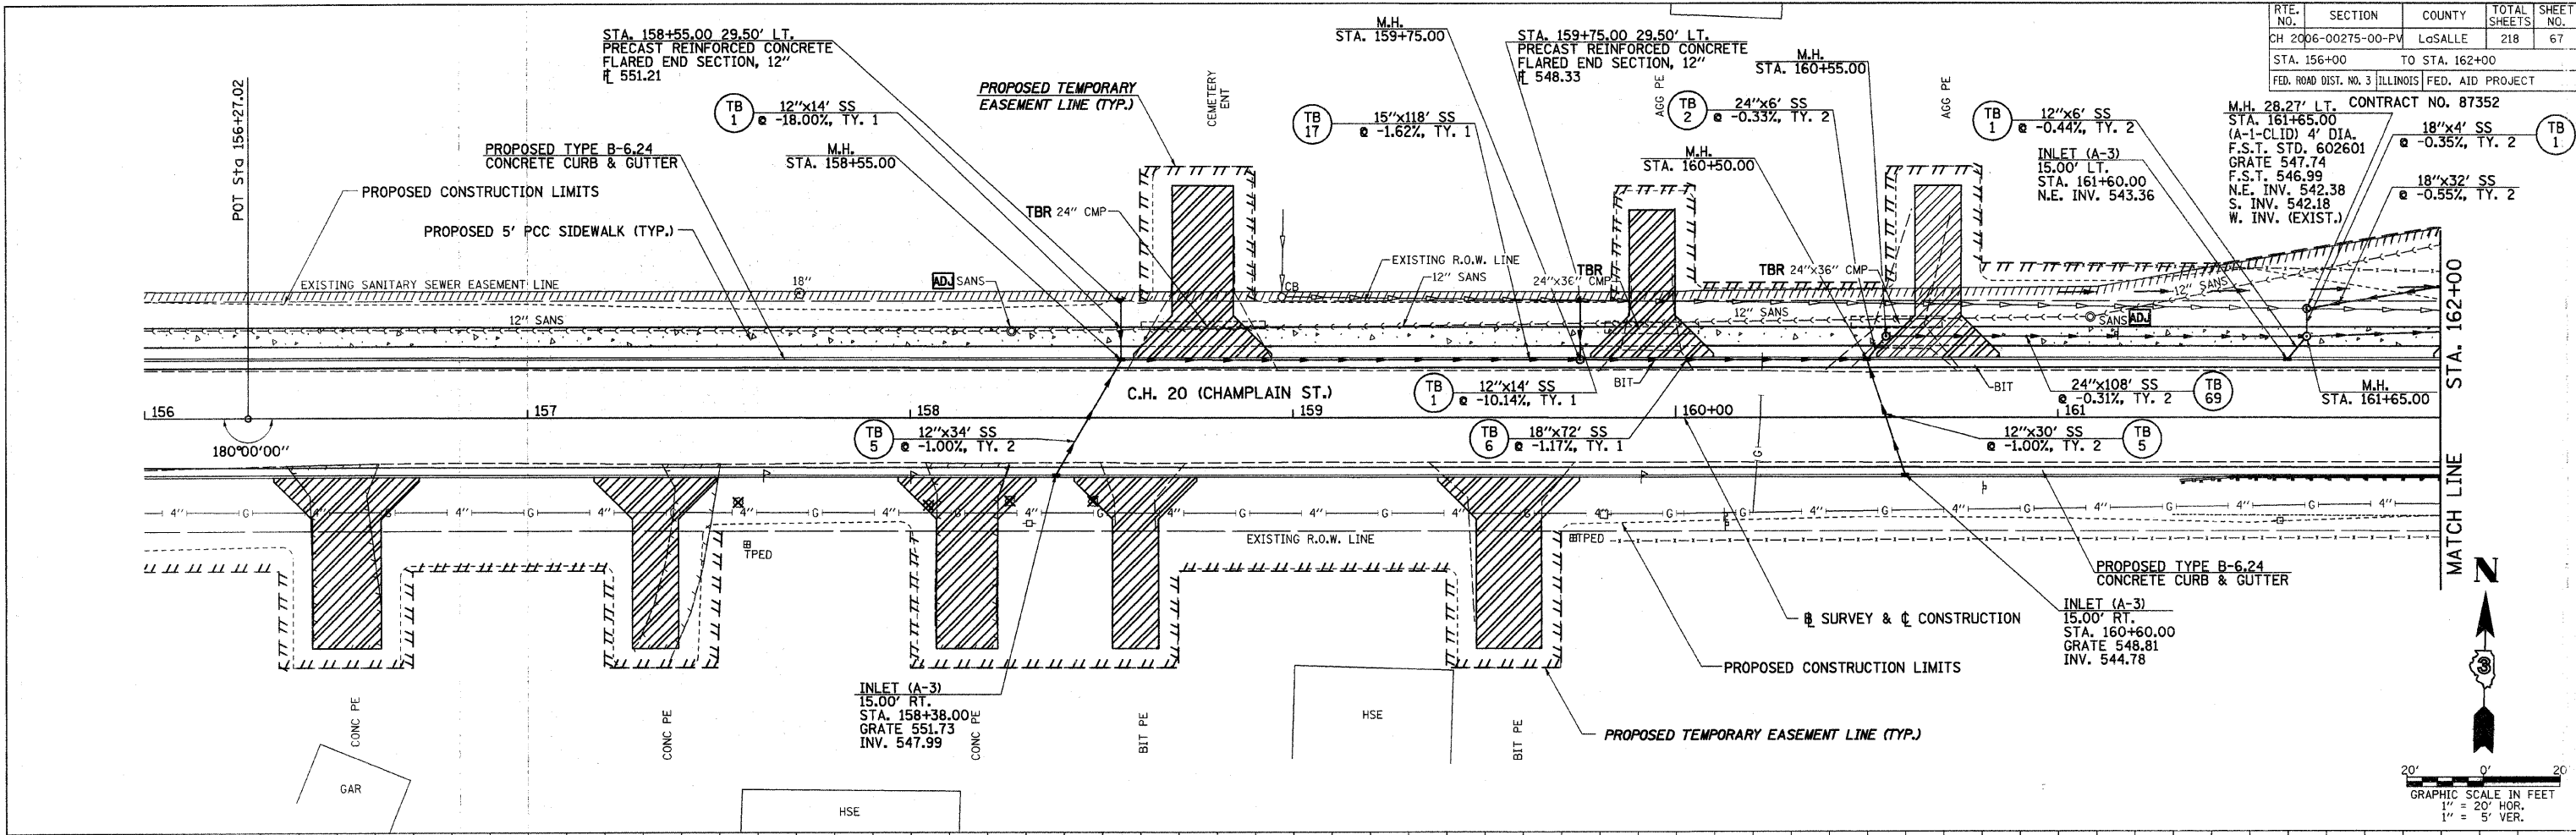 RTE. NO. SECTION COUNTY TOTAL SHEETS SHEET NO.
CH 20 06-00275-00-PV LaSALLE 218 67
STA. 156+00 TO STA. 162+00
FED. ROAD DIST. NO. 3 ILLINOIS FED. AID PROJECT
CONTRACT NO. 87352
POT Sta 156+27.02
STA. 158+55.00 29.50' LT.
PRECAST REINFORCED CONCRETE
FLARED END SECTION, 12"
℄ 551.21
TB 1
12"x14' SS
@ -18.00%, TY. 1
PROPOSED TYPE B-6.24
CONCRETE CURB & GUTTER
M.H.
STA. 158+55.00
PROPOSED CONSTRUCTION LIMITS
PROPOSED 5' PCC SIDEWALK (TYP.)
PROPOSED TEMPORARY
EASEMENT LINE (TYP.)
CEMETERY
ENT
TBR 24" CMP
M.H.
STA. 159+75.00
TB 17
15"x118' SS
@ -1.62%, TY. 1
STA. 159+75.00 29.50' LT.
PRECAST REINFORCED CONCRETE
FLARED END SECTION, 12"
℄ 548.33
AGG PE
M.H.
STA. 160+55.00
TB 2
24"x6' SS
@ -0.33%, TY. 2
M.H.
STA. 160+50.00
AGG PE
TB 1
12"x6' SS
@ -0.44%, TY. 2
INLET (A-3)
15.00' LT.
STA. 161+60.00
N.E. INV. 543.36
M.H. 28.27' LT.
STA. 161+65.00
(A-1-CLID) 4' DIA.
F.S.T. STD. 602601
GRATE 547.74
F.S.T. 546.99
N.E. INV. 542.38
S. INV. 542.18
W. INV. (EXIST.)
18"x4' SS
@ -0.35%, TY. 2
TB 1
18"x32' SS
@ -0.55%, TY. 2
EXISTING SANITARY SEWER EASEMENT LINE
18"
ADJ SANS
12" SANS
CB
EXISTING R.O.W. LINE
12" SANS
24"x36" CMP
TBR
TBR 24"x36" CMP
12" SANS
12" SANS
SANS ADJ
C.H. 20 (CHAMPLAIN ST.)
TB 1
12"x14' SS
@ -10.14%, TY. 1
BIT
BIT
24"x108' SS
@ -0.31%, TY. 2
TB 69
M.H.
STA. 161+65.00
156
157
158
159
160+00
161
180°00'00"
TB 5
12"x34' SS
@ -1.00%, TY. 2
TB 6
18"x72' SS
@ -1.17%, TY. 1
12"x30' SS
@ -1.00%, TY. 2
TB 5
MATCH LINE STA. 162+00
4" G 4" G 4" G 4" G 4" G 4" G 4" G 4" G 4" G 4" G 4" G 4"
TPED
EXISTING R.O.W. LINE
TPED
PROPOSED TYPE B-6.24
CONCRETE CURB & GUTTER
INLET (A-3)
15.00' RT.
STA. 160+60.00
GRATE 548.81
INV. 544.78
B SURVEY & ℄ CONSTRUCTION
PROPOSED CONSTRUCTION LIMITS
PROPOSED TEMPORARY EASEMENT LINE (TYP.)
INLET (A-3)
15.00' RT.
STA. 158+38.00
GRATE 551.73
INV. 547.99
CONC PE
CONC PE
CONC PE
BIT PE
BIT PE
GAR
HSE
HSE
N
3
20' 0' 20'
GRAPHIC SCALE IN FEET
1" = 20' HOR.
1" = 5' VER.